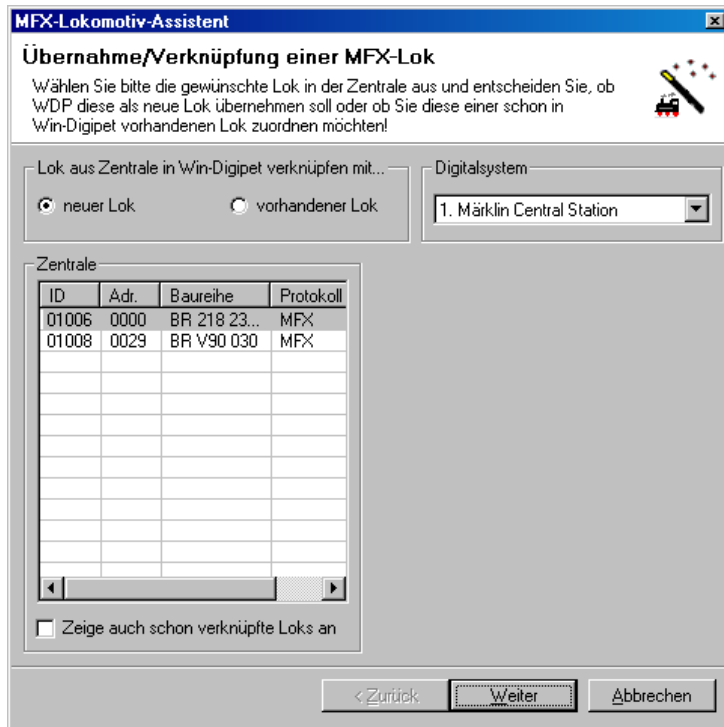 MFX-Lokomotiv-Assistent
Übernahme/Verknüpfung einer MFX-Lok
Wählen Sie bitte die gewünschte Lok in der Zentrale aus und entscheiden Sie, ob
WDP diese als neue Lok übernehmen soll oder ob Sie diese einer schon in
Win-Digipet vorhandenen Lok zuordnen möchten!
Lok aus Zentrale in Win-Digipet verknüpfen mit...
neuer Lok vorhandener Lok
Digitalsystem
1. Märklin Central Station
Zentrale
ID Adr. Baureihe Protokoll
01006 0000 BR 218 23... MFX
01008 0029 BR V90 030 MFX
Zeige auch schon verknüpfte Loks an
< Zurück Weiter Abbrechen